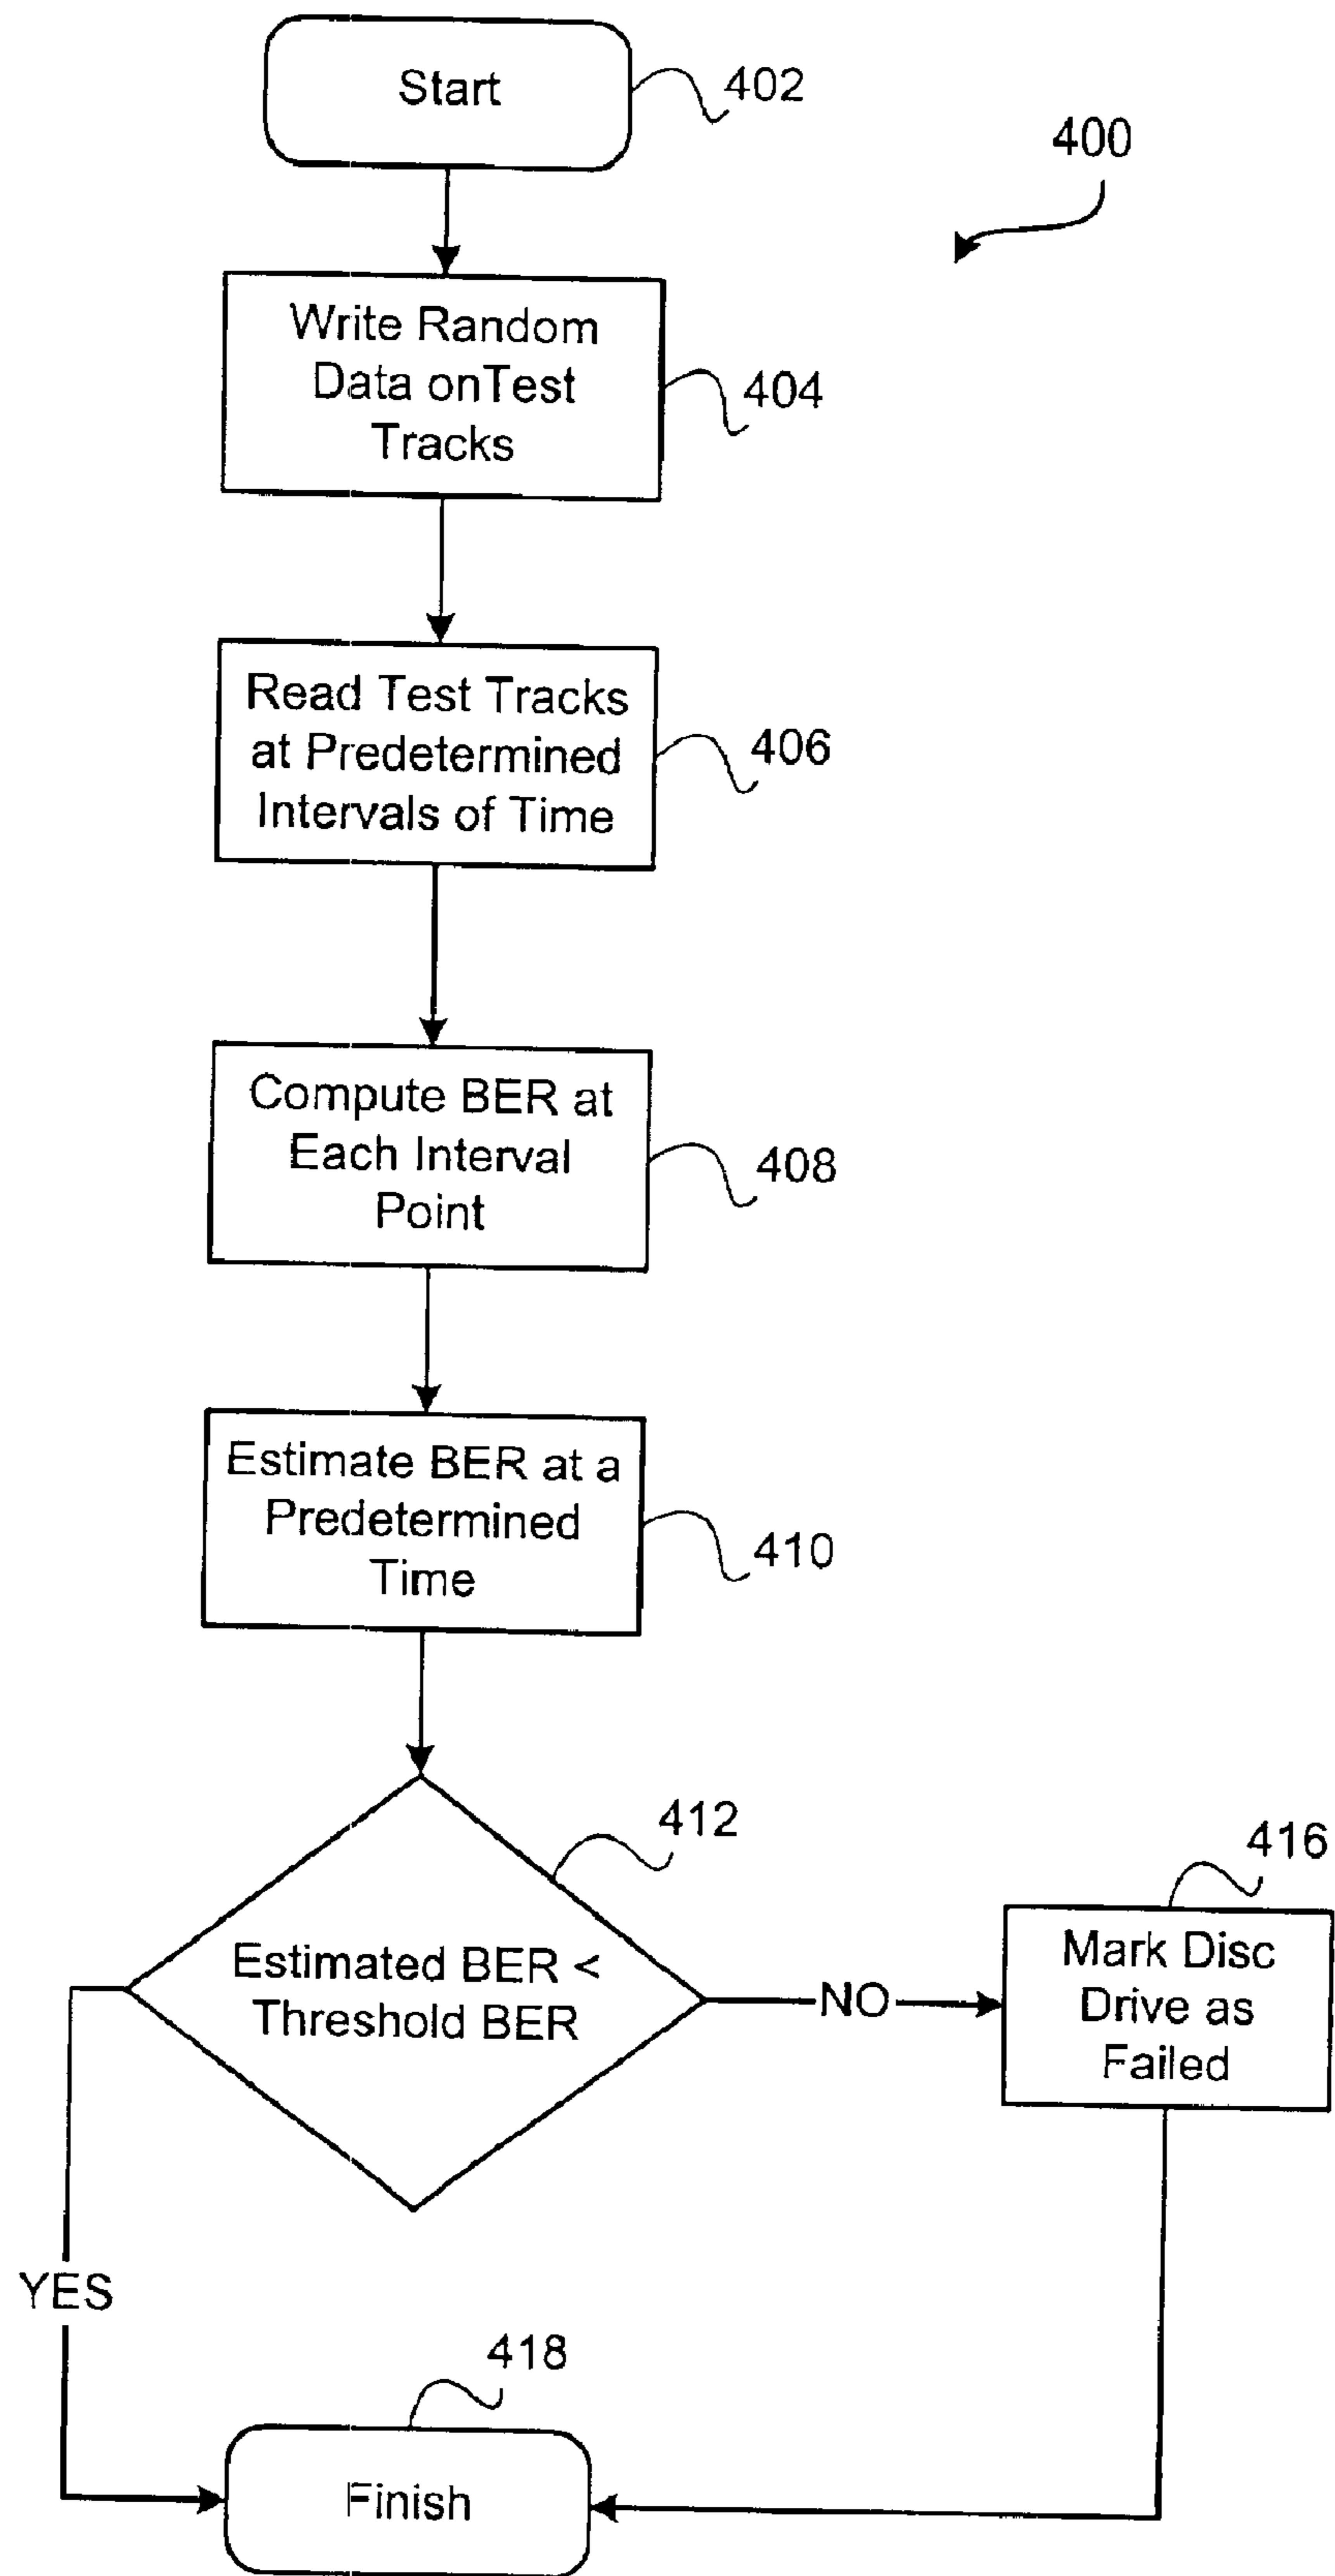 Start
402
400
Write Random
Data onTest
Tracks
404
Read Test Tracks
at Predetermined
Intervals of Time
406
Compute BER at
Each Interval
Point
408
Estimate BER at a
Predetermined
Time
410
412
Estimated BER <
Threshold BER
NO
416
Mark Disc
Drive as
Failed
YES
418
Finish